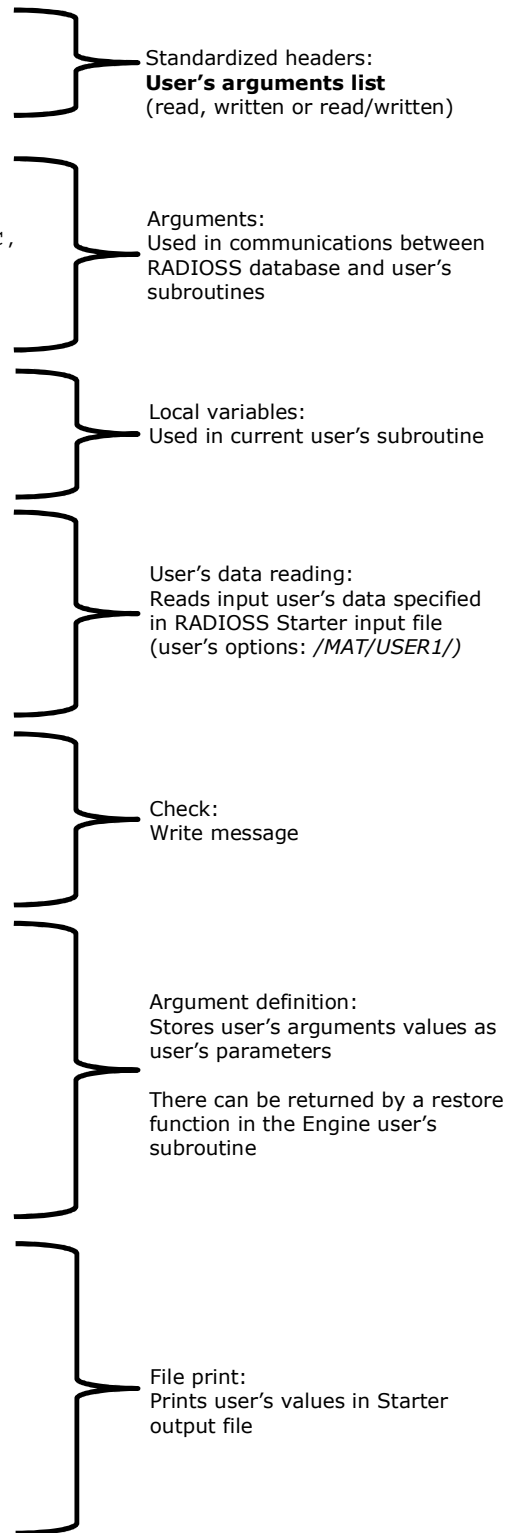 Standardized headers:
User's arguments list
(read, written or read/written)
,
Arguments:
Used in communications between
RADIOSS database and user's
subroutines
Local variables:
Used in current user's subroutine
User's data reading:
Reads input user's data specified
in RADIOSS Starter input file
(user's options: /MAT/USER1/)
Check:
Write message
Argument definition:
Stores user's arguments values as
user's parameters
There can be returned by a restore
function in the Engine user's
subroutine
File print:
Prints user's values in Starter
output file